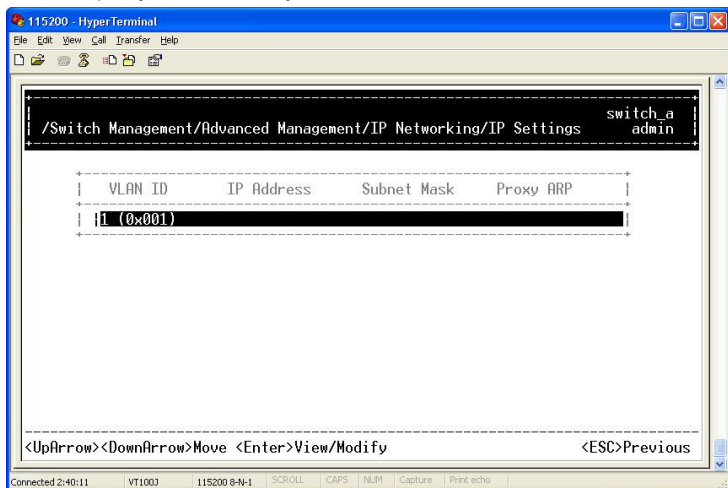 115200 - HyperTerminal
File Edit View Call Transfer Help
switch_a
/Switch Management/Advanced Management/IP Networking/IP Settings admin
VLAN ID IP Address Subnet Mask Proxy ARP
1 (0x001)
<UpArrow><DownArrow>Move <Enter>View/Modify <ESC>Previous
Connected 2:40:11 VT100J 115200 8-N-1 SCROLL CAPS NUM Capture Print echo